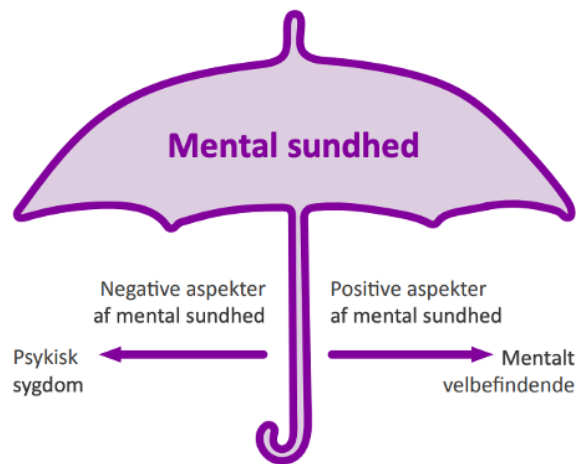 Mental sundhed
Negative aspekter
af mental sundhed
Positive aspekter
af mental sundhed
Psykisk
sygdom
Mentalt
velbefindende